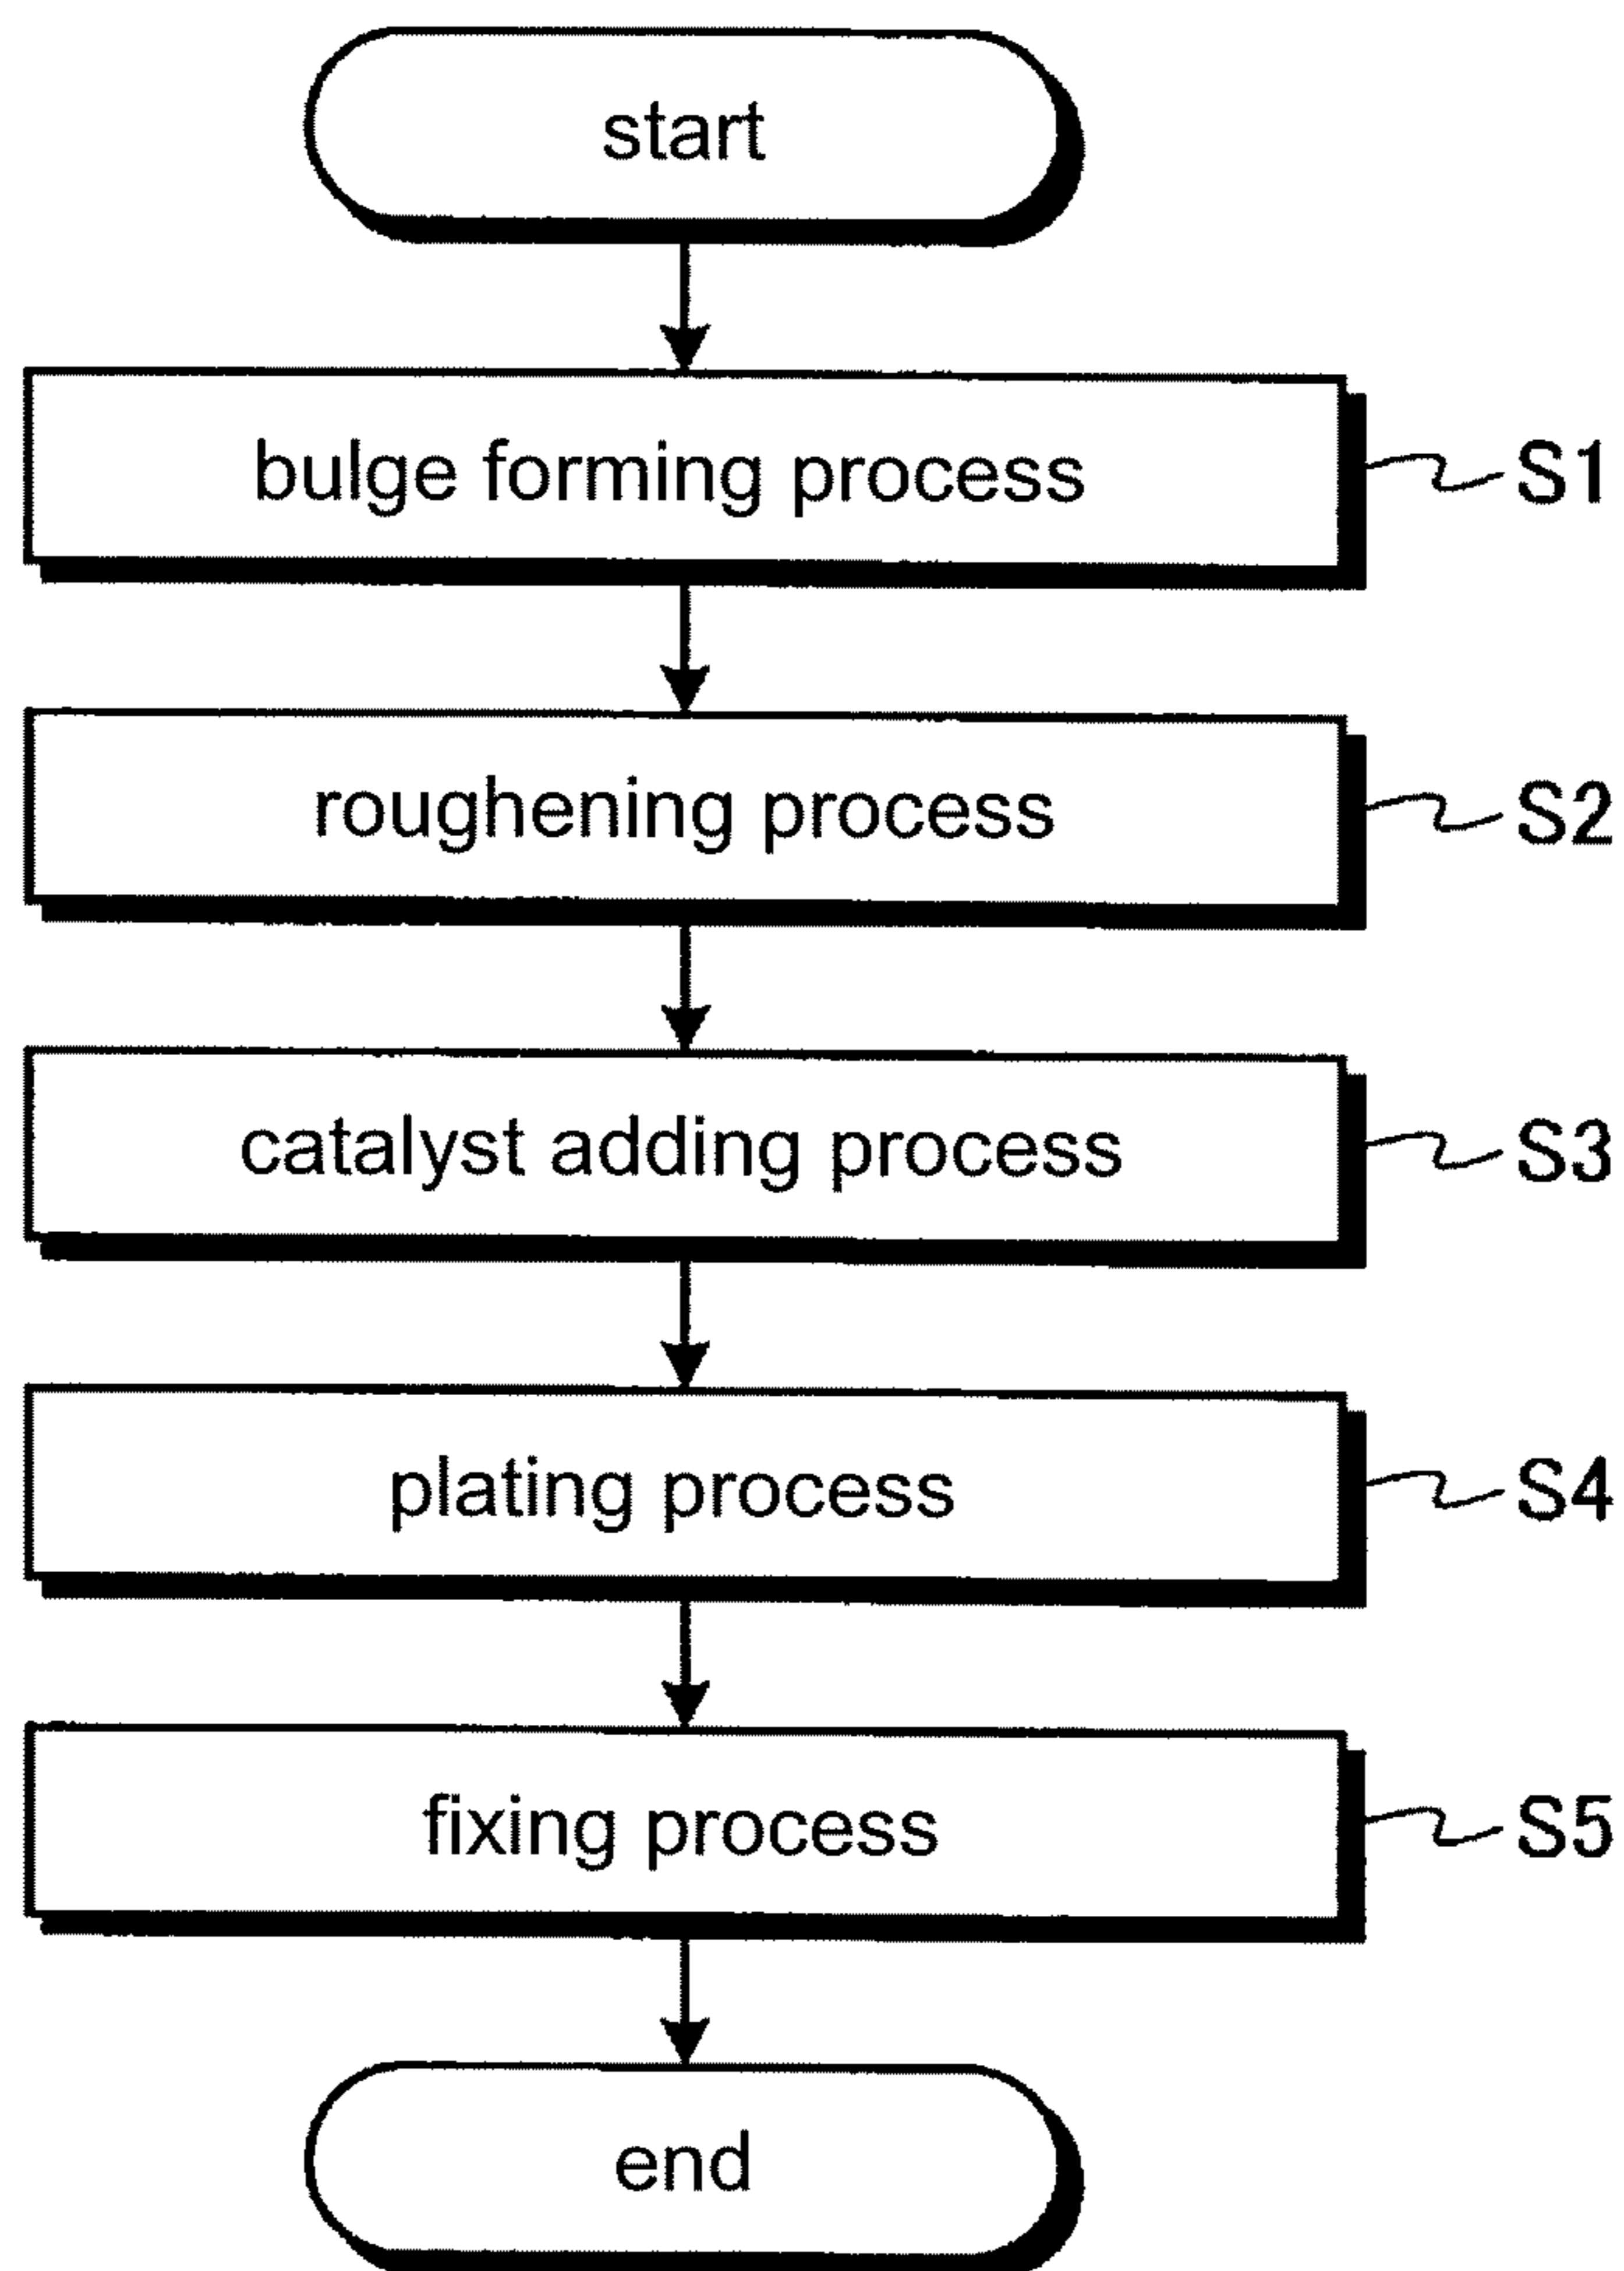 start
bulge forming process
S1
roughening process
S2
catalyst adding process
S3
plating process
S4
fixing process
S5
end